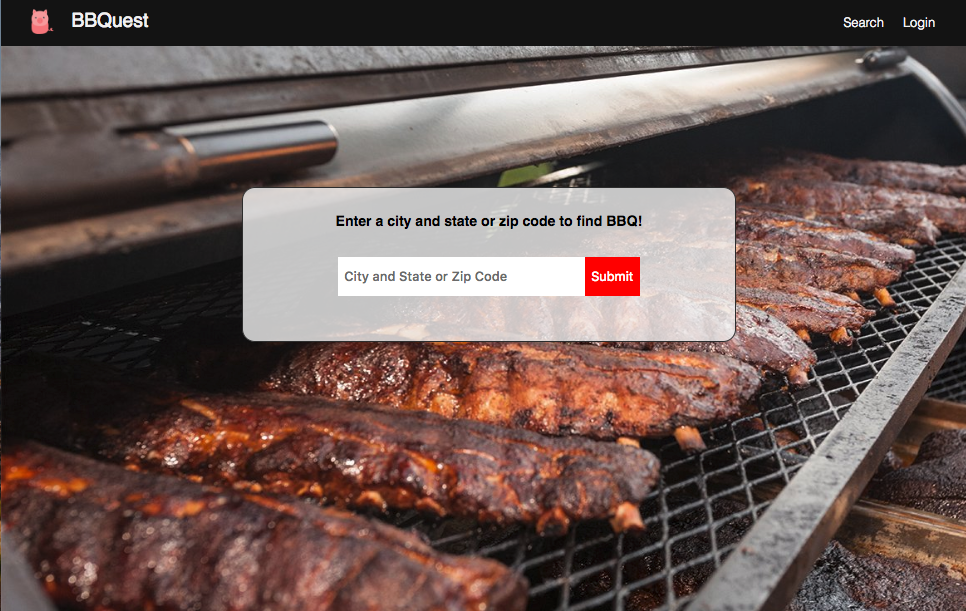 BBQuest
Search
Login
Enter a city and state or zip code to find BBQ!
City and State or Zip Code
Submit